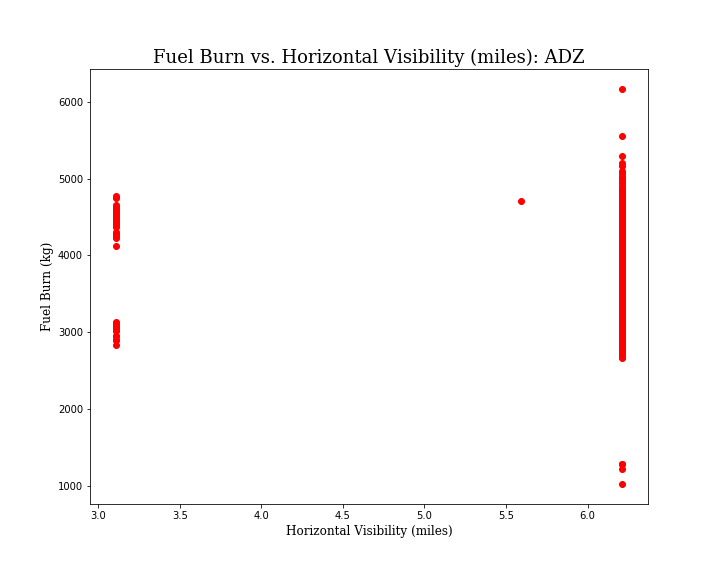 Fuel Burn vs. Horizontal Visibility (miles): ADZ
6000
5000
4000
3000
2000
1000
Fuel Burn (kg)
3.0 3.5 4.0 4.5 5.0 5.5 6.0
Horizontal Visibility (miles)